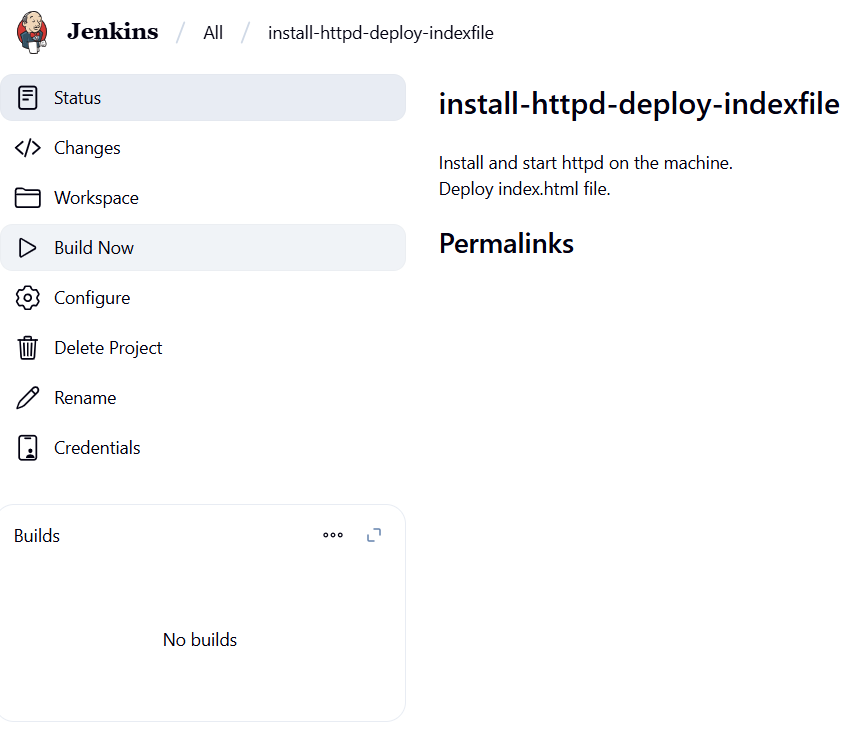 Jenkins / All / install-httpd-deploy-indexfile
Status
Changes
Workspace
Build Now
Configure
Delete Project
Rename
Credentials
Builds
No builds
install-httpd-deploy-indexfile
Install and start httpd on the machine.
Deploy index.html file.
Permalinks